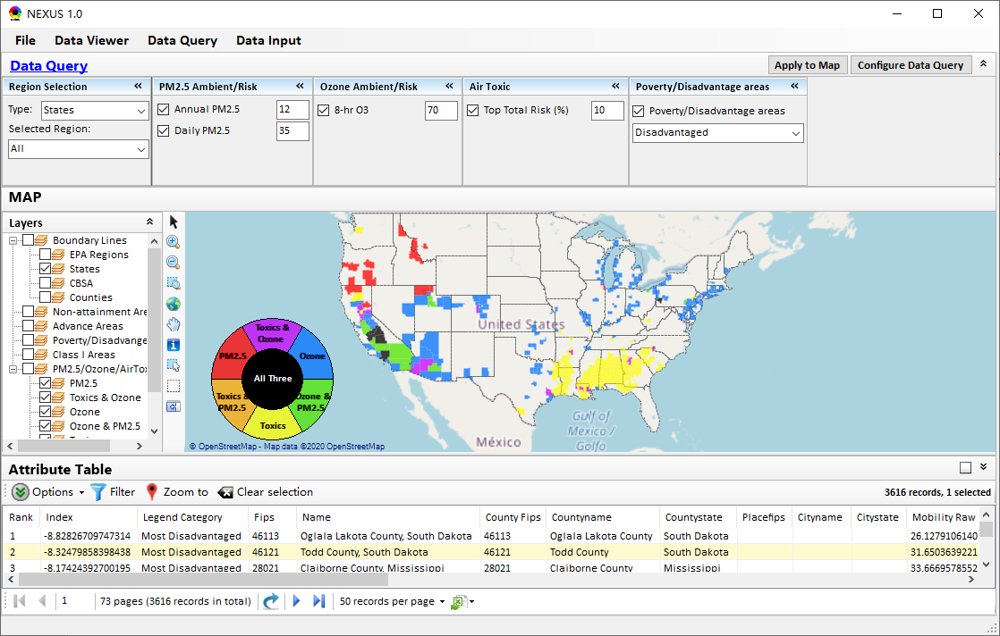 NEXUS 1.0
File Data Viewer Data Query Data Input
Data Query Apply to Map Configure Data Query
Region Selection PM2.5 Ambient/Risk Ozone Ambient/Risk Air Toxic Poverty/Disadvantage areas
Type: States Annual PM2.5 12 8-hr O3 70 Top Total Risk (%) 10 Poverty/Disadvantage areas
Selected Region: Daily PM2.5 35 Disadvantaged
All
MAP
Layers
Boundary Lines
EPA Regions
States
CBSA
Counties
Non-attainment Are
Advance Areas
Poverty/Disadvange
Class I Areas
PM2.5/Ozone/AirTox
PM2.5
Toxics & Ozone
Ozone
Ozone & PM2.5
United States
México
Gulf of
Mexico /
Golfo
Toxics &
Ozone
PM2.5
Ozone
All Three
Toxics &
PM2.5
Ozone &
PM2.5
Toxics
© OpenStreetMap - Map data ©2020 OpenStreetMap
Attribute Table
Options Filter Zoom to Clear selection 3616 records, 1 selected
Rank Index Legend Category Fips Name County Fips Countyname Countystate Placefips Cityname Citystate Mobility Raw
1 -8.82826709747314 Most Disadvantaged 46113 Oglala Lakota County, South Dakota 46113 Oglala Lakota County South Dakota 26.1279106140
2 -8.32479858398438 Most Disadvantaged 46121 Todd County, South Dakota 46121 Todd County South Dakota 31.6503639221
3 -8.17424392700195 Most Disadvantaged 28021 Claiborne County, Mississippi 28021 Claiborne County Mississippi 33.6669578552
1 73 pages (3616 records in total) 50 records per page